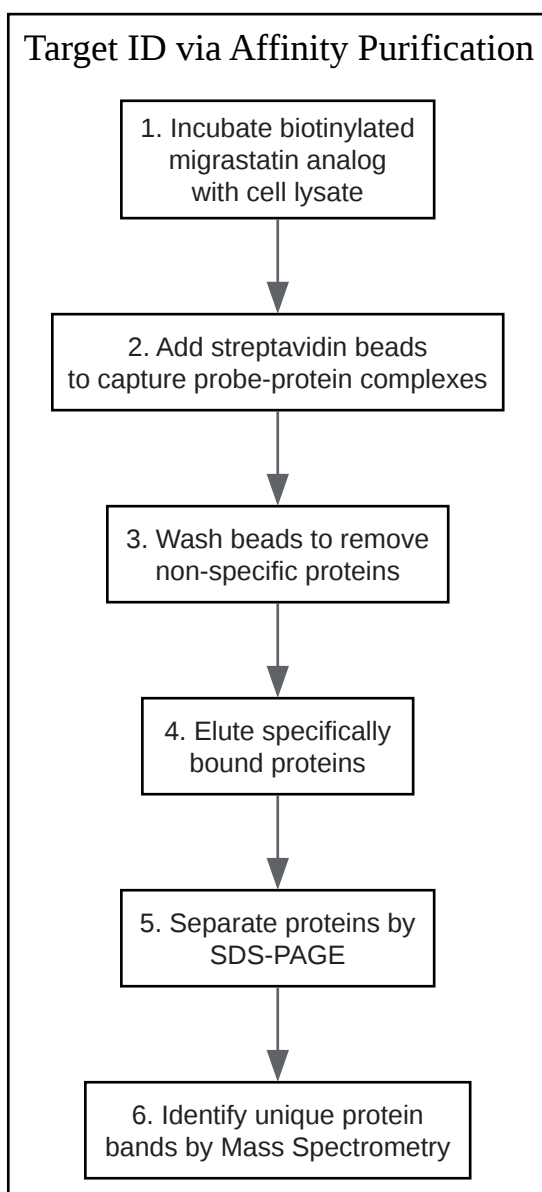 Target ID via Affinity Purification
1. Incubate biotinylated
migrastatin analog
with cell lysate
2. Add streptavidin beads
to capture probe-protein complexes
3. Wash beads to remove
non-specific proteins
4. Elute specifically
bound proteins
5. Separate proteins by
SDS-PAGE
6. Identify unique protein
bands by Mass Spectrometry